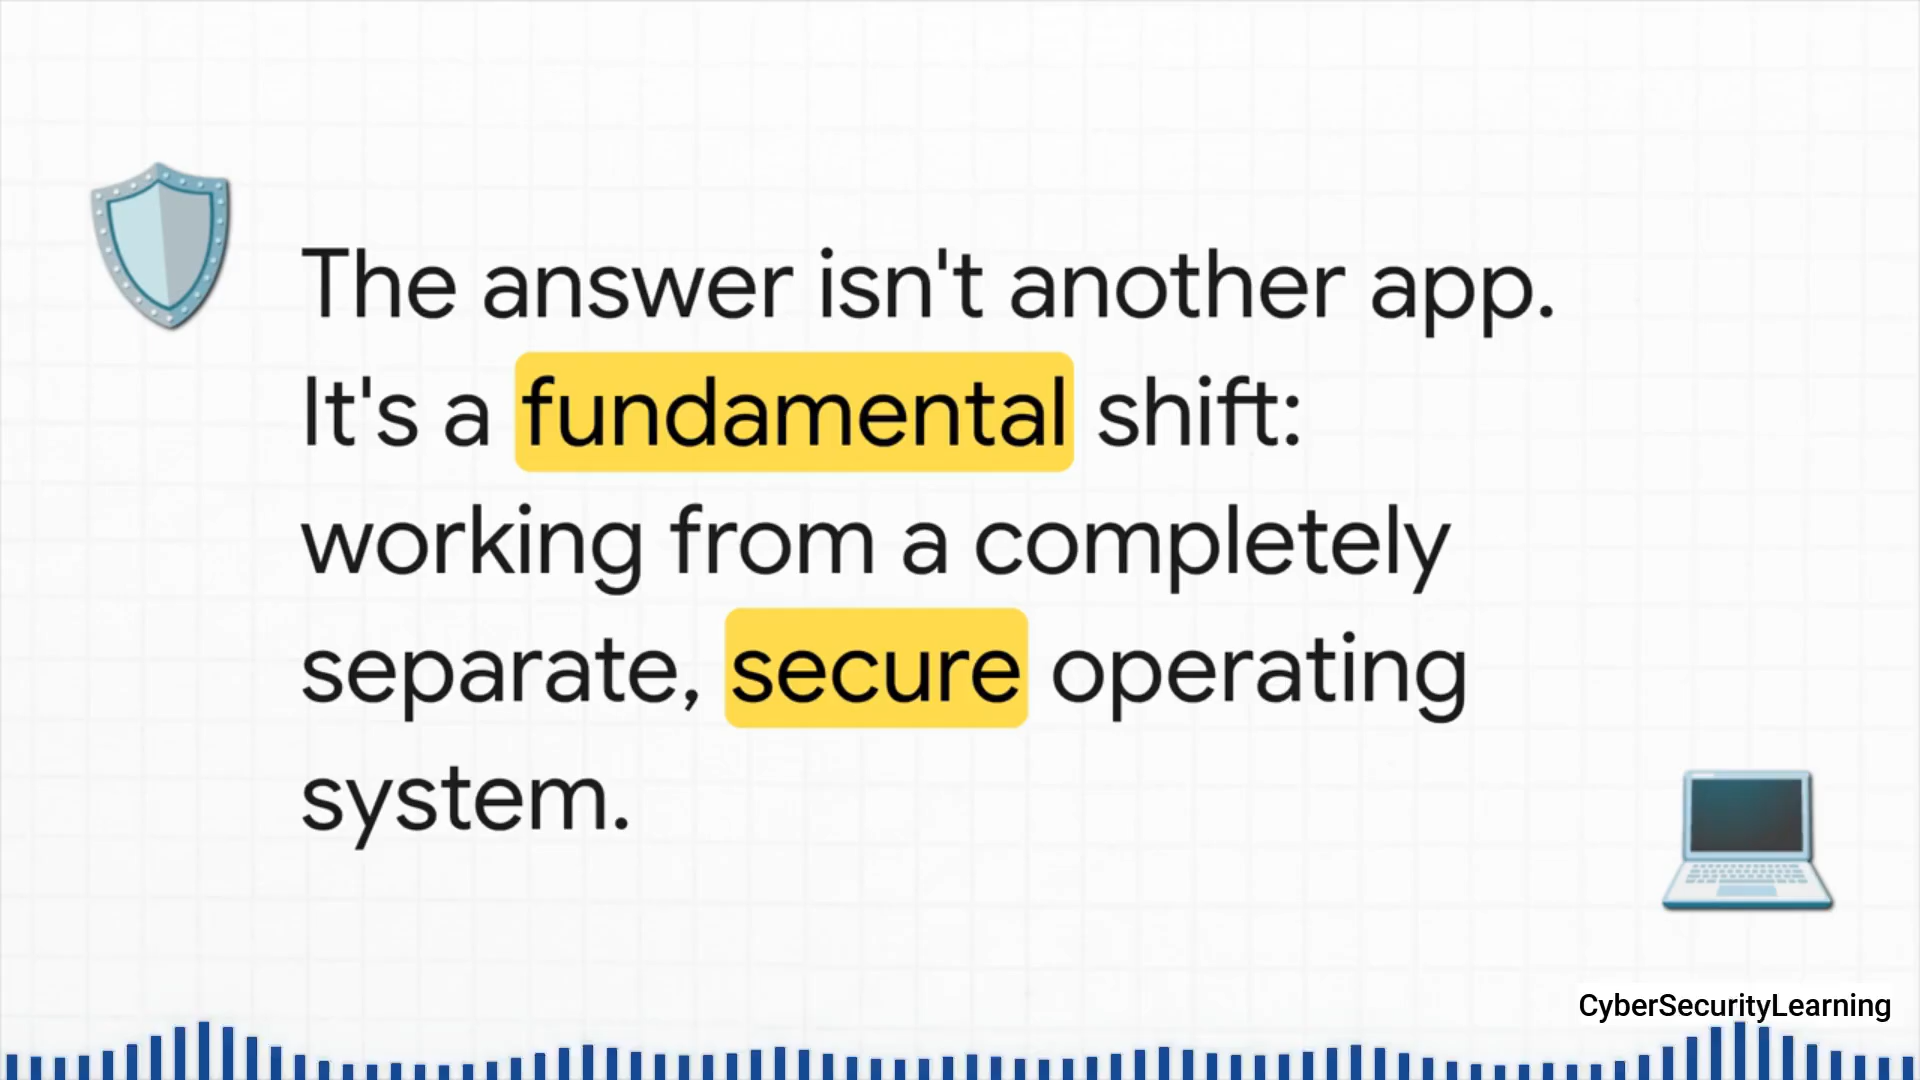 The answer isn't another app.
It's a fundamental shift:
working from a completely
separate, secure operating
system.
CyberSecurityLearning